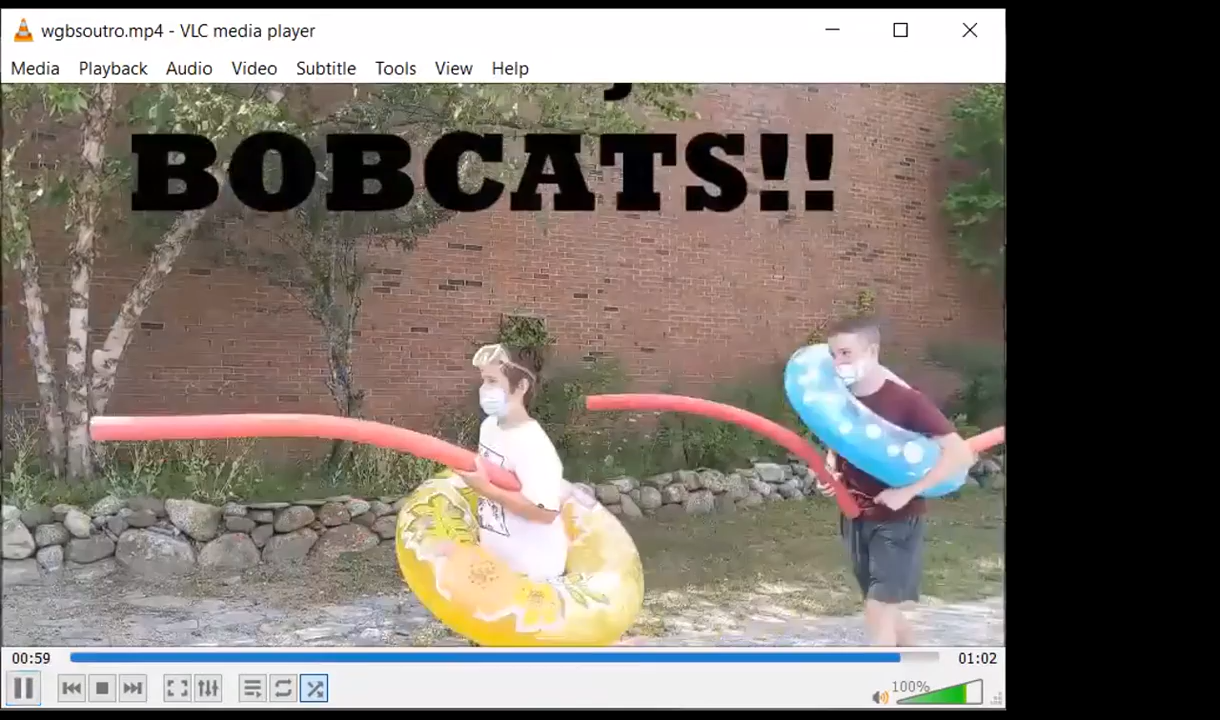 wgbsoutro.mp4 - VLC media player
Media Playback Audio Video Subtitle Tools View Help
BOBCATS!!
00:59
01:02
100%